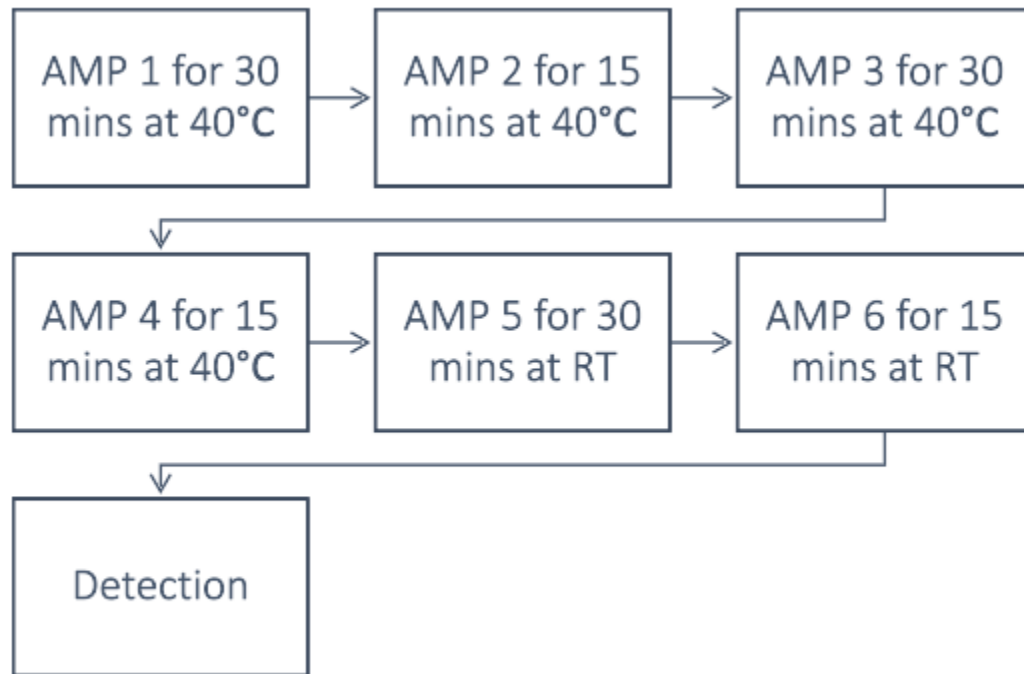 AMP 1 for 30
mins at 40°C
AMP 2 for 15
mins at 40°C
AMP 3 for 30
mins at 40°C
AMP 4 for 15
mins at 40°C
AMP 5 for 30
mins at RT
AMP 6 for 15
mins at RT
Detection